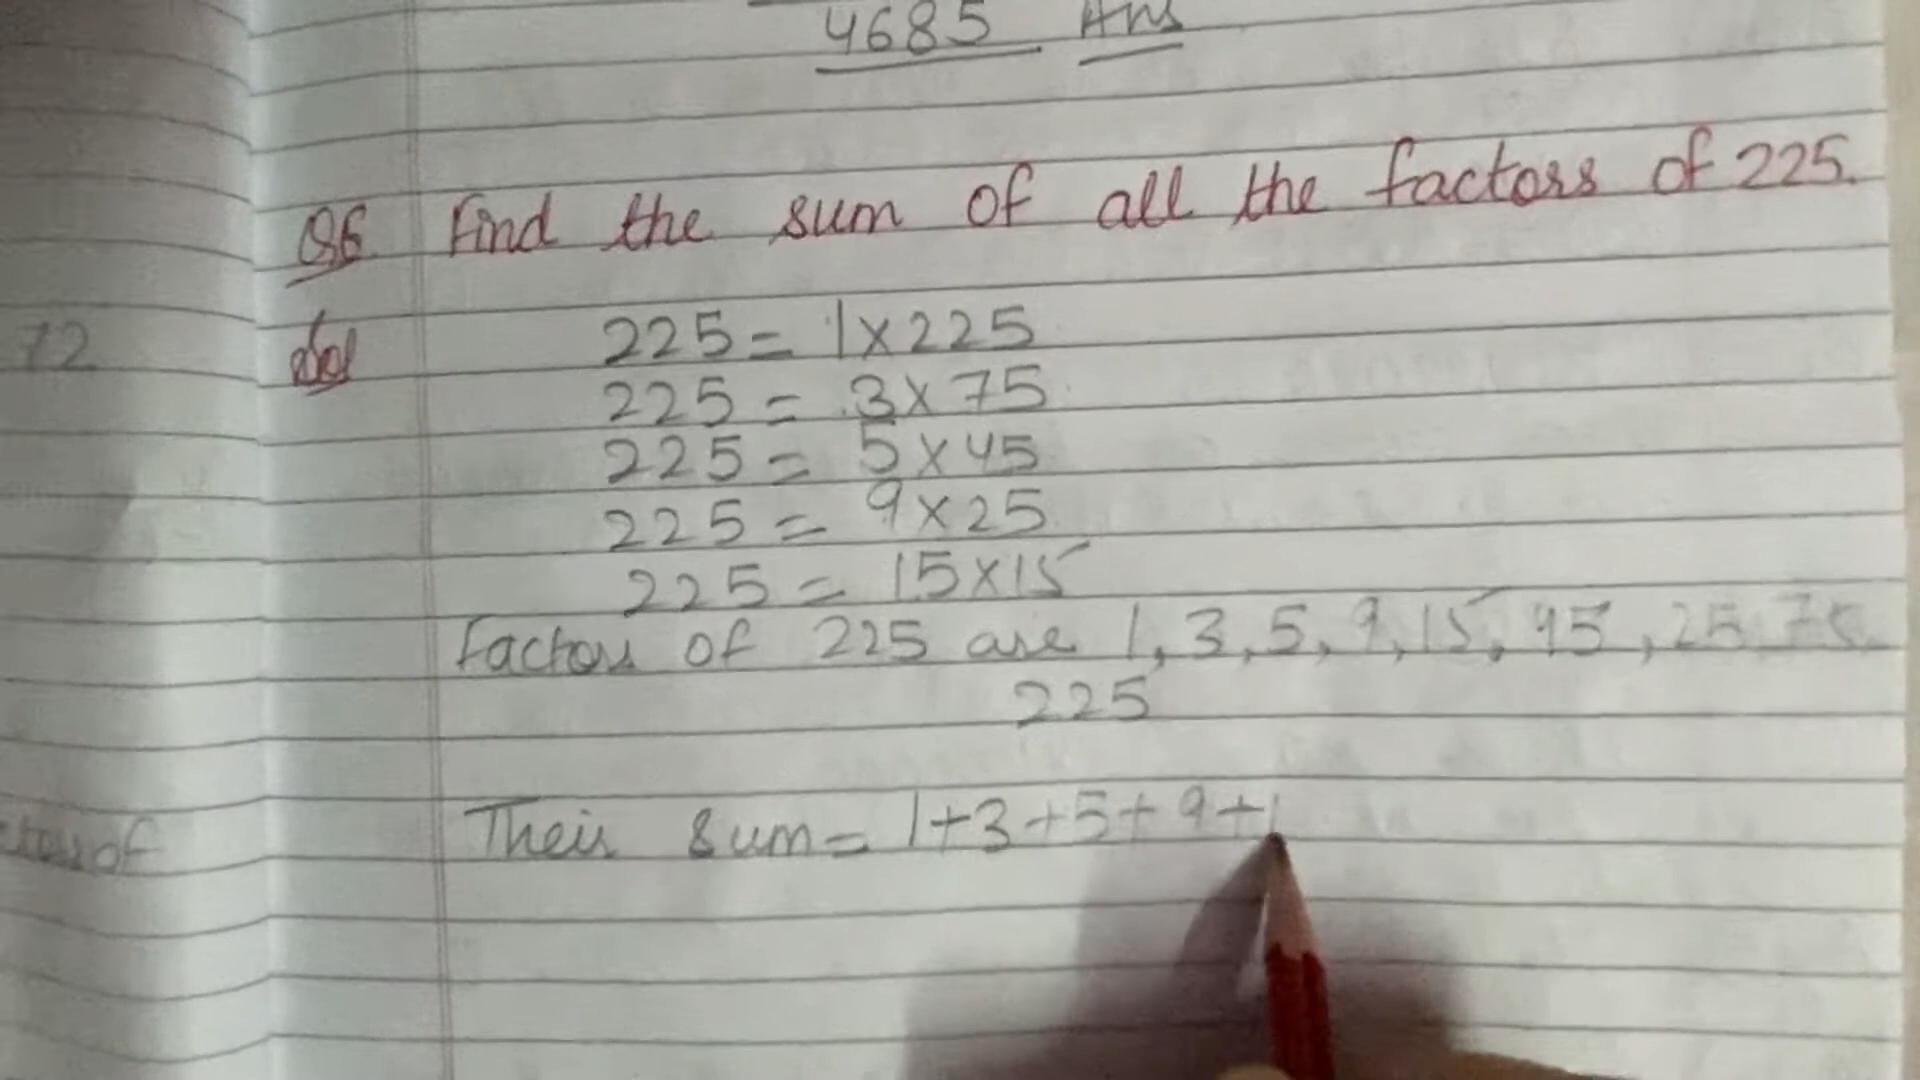 4685 Ans
Q6 Find the sum of all the factors of 225.
72
Sol 225 = 1×225
225 = 3×75
225 = 5×45
225 = 9×25
225 = 15×15
Factors of 225 are 1, 3, 5, 9, 15, 45, 25, 75
225
Their sum = 1+3+5+9+1
of